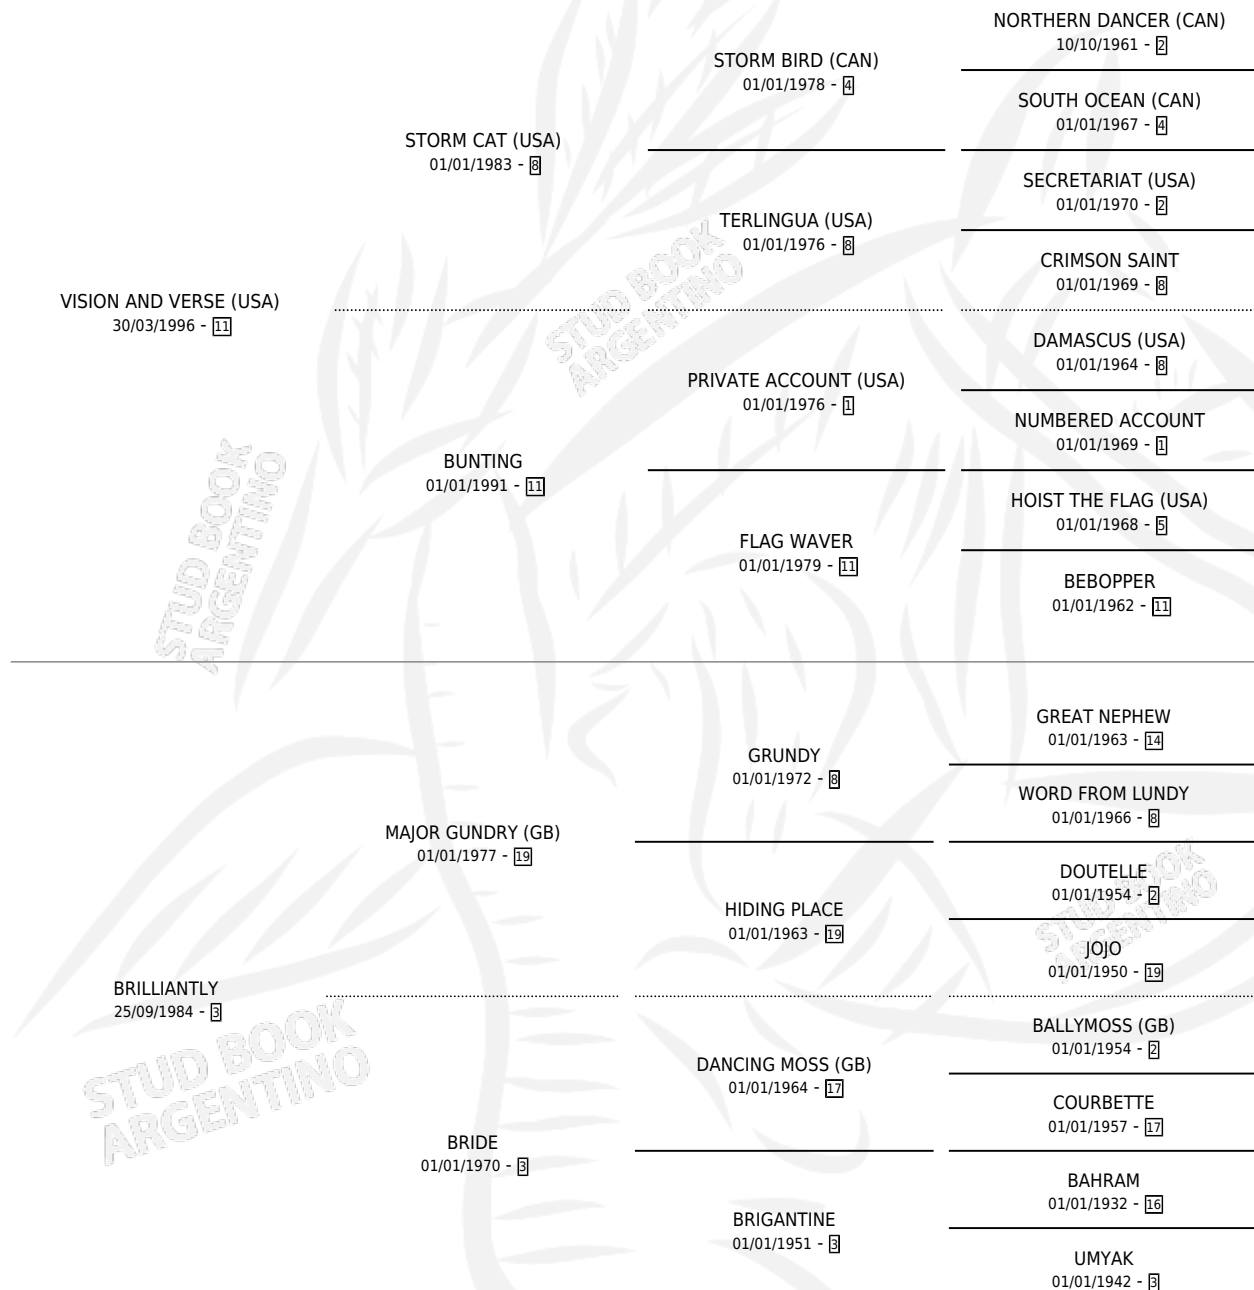 NORTHERN DANCER (CAN)
10/10/1961 - 2
STORM BIRD (CAN)
01/01/1978 - 4
SOUTH OCEAN (CAN)
01/01/1967 - 4
STORM CAT (USA)
01/01/1983 - 8
SECRETARIAT (USA)
01/01/1970 - 2
TERLINGUA (USA)
01/01/1976 - 8
CRIMSON SAINT
01/01/1969 - 8
VISION AND VERSE (USA)
30/03/1996 - 11
STUD BOOK
ARGENTINO
DAMASCUS (USA)
01/01/1964 - 8
PRIVATE ACCOUNT (USA)
01/01/1976 - 1
NUMBERED ACCOUNT
01/01/1969 - 1
BUNTING
01/01/1991 - 11
HOIST THE FLAG (USA)
01/01/1968 - 5
FLAG WAVER
01/01/1979 - 11
BEBOPPER
01/01/1962 - 11
STUD BOOK
ARGENTINO
GREAT NEPHEW
01/01/1963 - 14
GRUNDY
01/01/1972 - 8
WORD FROM LUNDY
01/01/1966 - 8
MAJOR GUNDRY (GB)
01/01/1977 - 19
DOUTELLE
01/01/1954 - 2
HIDING PLACE
01/01/1963 - 19
JOJO
01/01/1950 - 19
STUD BOOK
ARGENTINO
BRILLIANTLY
25/09/1984 - 3
BALLYMOSS (GB)
01/01/1954 - 2
DANCING MOSS (GB)
01/01/1964 - 17
COURBETTE
01/01/1957 - 17
STUD BOOK
ARGENTINO
BRIDE
01/01/1970 - 3
BAHRAM
01/01/1932 - 16
BRIGANTINE
01/01/1951 - 3
UMYAK
01/01/1942 - 3